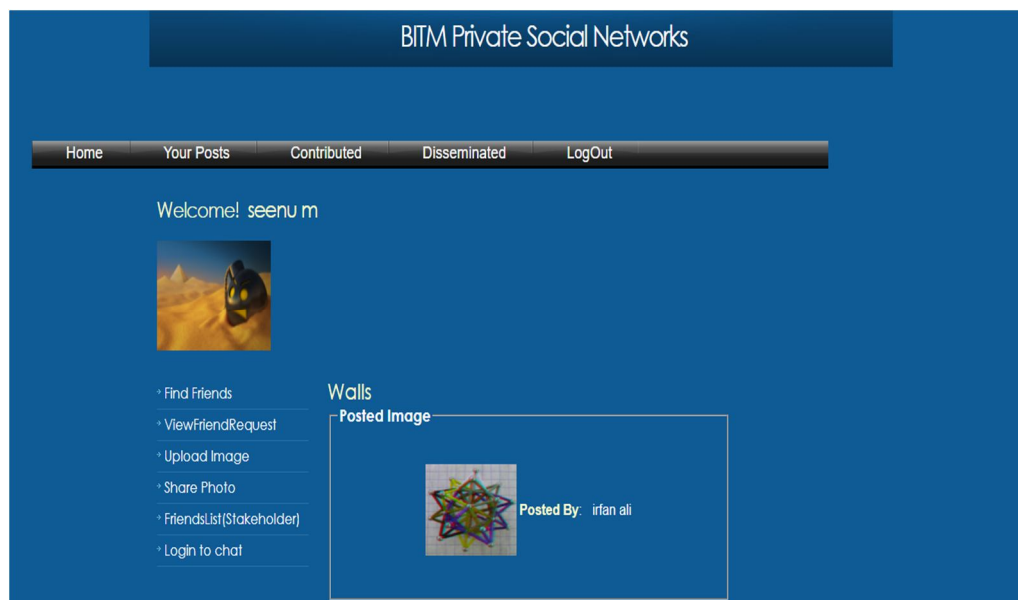 BITM Private Social Networks
Home Your Posts Contributed Disseminated LogOut
Welcome! seenu m
Find Friends
ViewFriendRequest
Upload Image
Share Photo
FriendsList(Stakeholder)
Login to chat
Walls
Posted Image
Posted By: irfan ali